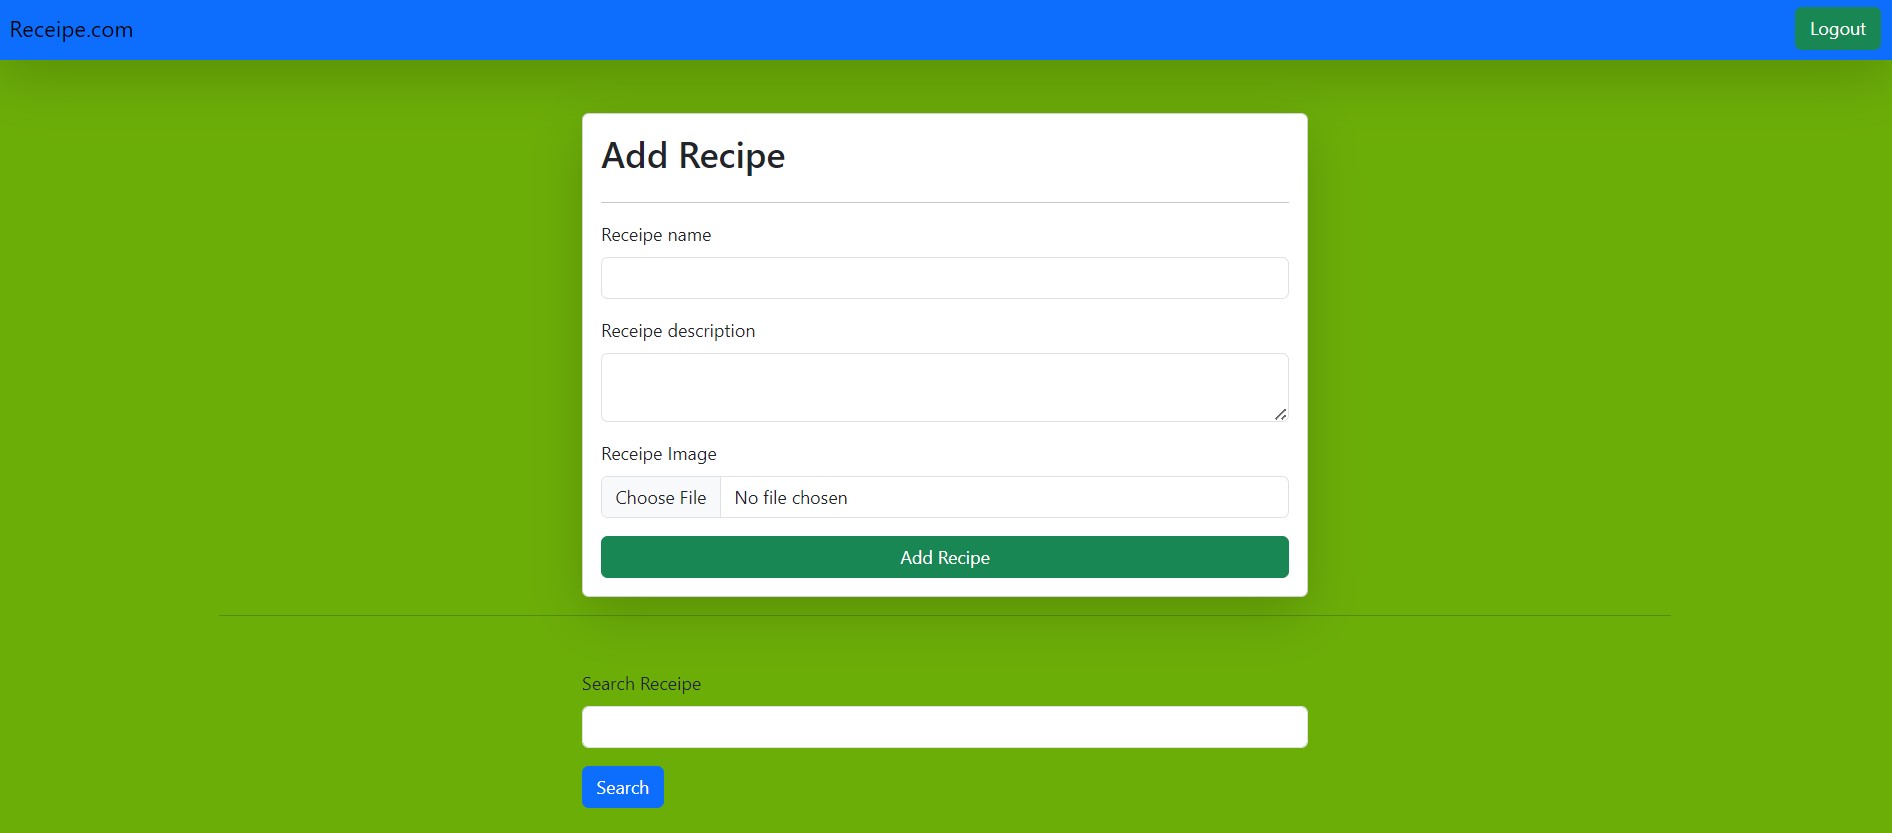 Receipe.com
Logout
Add Recipe
Receipe name
Receipe description
Receipe Image
Choose File No file chosen
Add Recipe
Search Receipe
Search